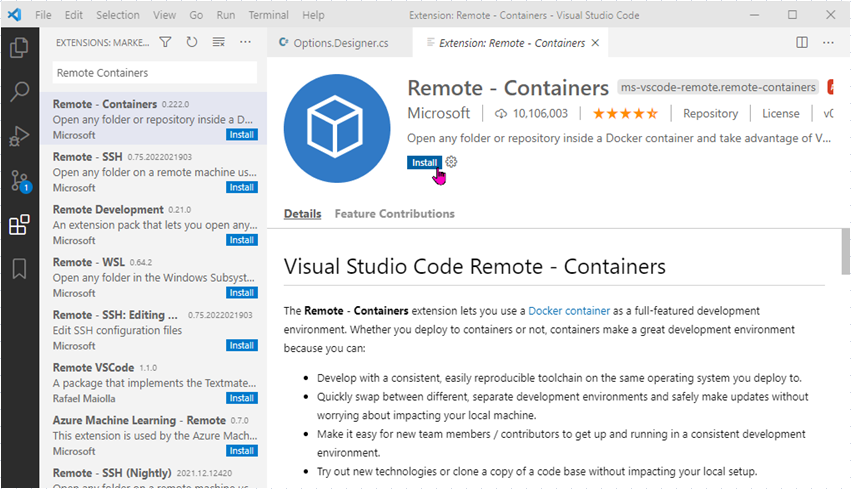 File Edit Selection View Go Run Terminal Help Extension: Remote - Containers - Visual Studio Code
EXTENSIONS: MARKE...
Remote Containers
Remote - Containers 0.222.0
Open any folder or repository inside a D...
Microsoft Install
Remote - SSH 0.75.2022021903
Open any folder on a remote machine us...
Microsoft Install
Remote Development 0.21.0
An extension pack that lets you open any...
Microsoft Install
Remote - WSL 0.64.2
Open any folder in the Windows Subsyst...
Microsoft Install
Remote - SSH: Editing ... 0.75.2022021903
Edit SSH configuration files
Microsoft Install
Remote VSCode 1.1.0
A package that implements the Textmate...
Rafael Maiolla Install
Azure Machine Learning - Remote 0.7.0
This extension is used by the Azure Mach...
Microsoft Install
Remote - SSH (Nightly) 2021.12.12420
Open any folder on a remote machine us...
1
Options.Designer.cs Extension: Remote - Containers
Remote - Containers ms-vscode-remote.remote-containers
Microsoft 10,106,003 Repository License v0
Open any folder or repository inside a Docker container and take advantage of V...
Install
Details Feature Contributions
Visual Studio Code Remote - Containers
The Remote - Containers extension lets you use a Docker container as a full-featured development
environment. Whether you deploy to containers or not, containers make a great development environment
because you can:
• Develop with a consistent, easily reproducible toolchain on the same operating system you deploy to.
• Quickly swap between different, separate development environments and safely make updates without
worrying about impacting your local machine.
• Make it easy for new team members / contributors to get up and running in a consistent development
environment.
• Try out new technologies or clone a copy of a code base without impacting your local setup.